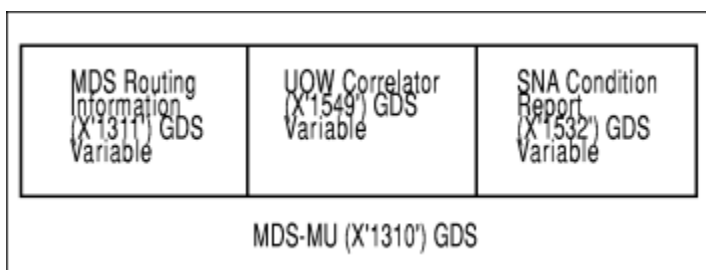 MDS Routing
Information
(X'1311') GDS
Variable
UOW Correlator
(X'1549') GDS
Variable
SNA Condition
Report
(X'1532') GDS
Variable
MDS-MU (X'1310') GDS